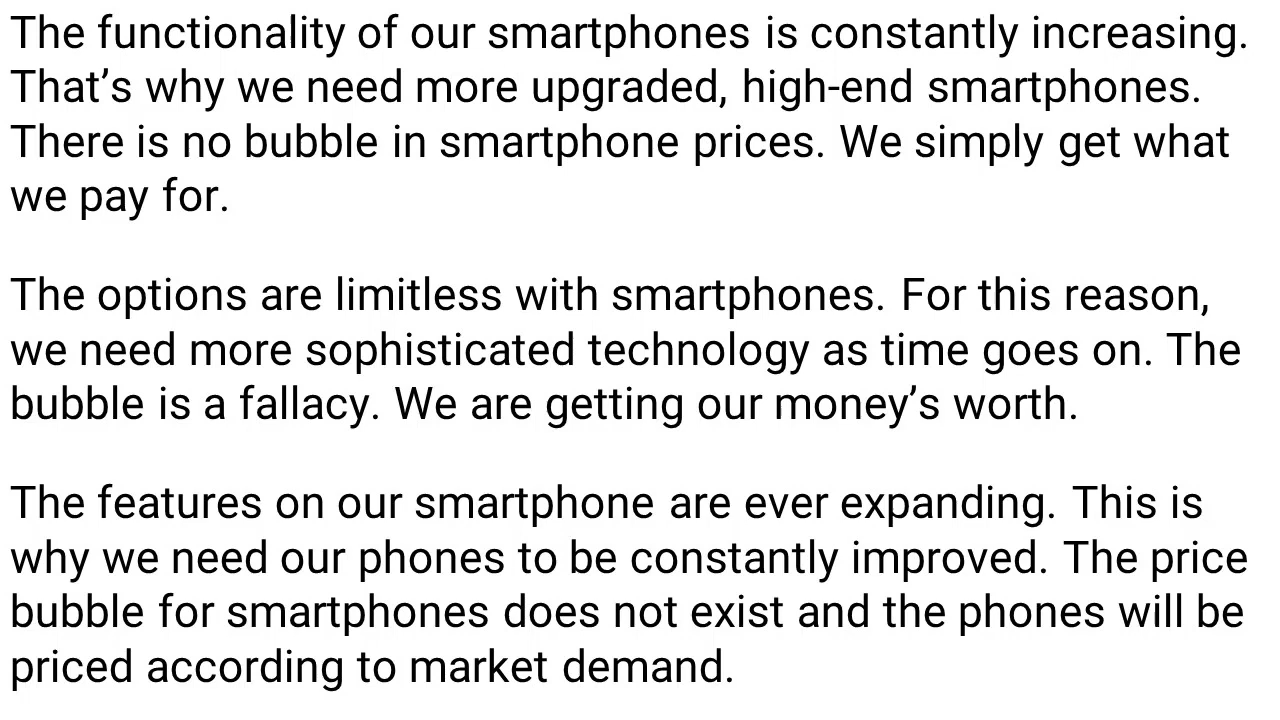 The functionality of our smartphones is constantly increasing.
That’s why we need more upgraded, high-end smartphones.
There is no bubble in smartphone prices. We simply get what
we pay for.
The options are limitless with smartphones. For this reason,
we need more sophisticated technology as time goes on. The
bubble is a fallacy. We are getting our money’s worth.
The features on our smartphone are ever expanding. This is
why we need our phones to be constantly improved. The price
bubble for smartphones does not exist and the phones will be
priced according to market demand.